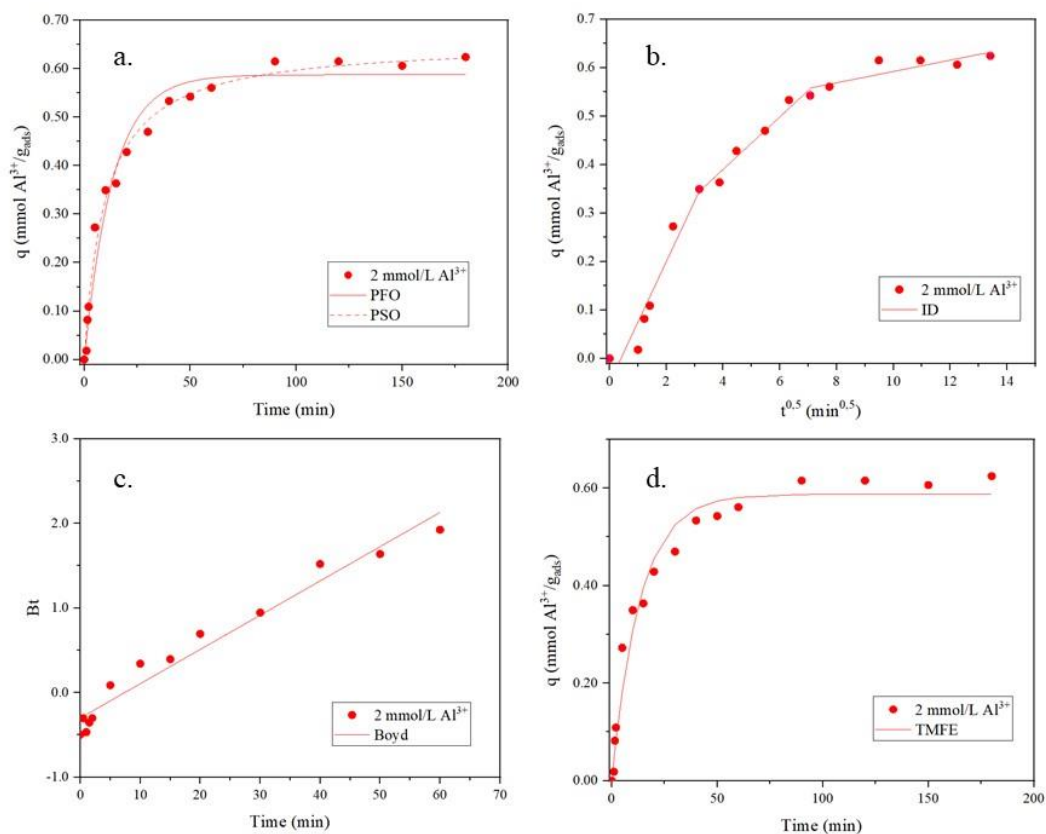 a.
0.70
0.60
0.50
0.40
0.30
0.20
0.10
0.00
q (mmol Al³⁺/g_ads)
2 mmol/L Al³⁺
PFO
PSO
0 50 100 150 200
Time (min)
b.
0.7
0.6
0.5
0.4
0.3
0.2
0.1
0.0
q (mmol Al³⁺/g_ads)
2 mmol/L Al³⁺
ID
0 2 4 6 8 10 12 14
t⁰,⁵ (min⁰,⁵)
c.
3.0
2.0
1.0
0.0
-1.0
Bt
2 mmol/L Al³⁺
Boyd
0 10 20 30 40 50 60 70
Time (min)
d.
0.60
0.40
0.20
0.00
q (mmol Al³⁺/g_ads)
2 mmol/L Al³⁺
TMFE
0 50 100 150 200
Time (min)